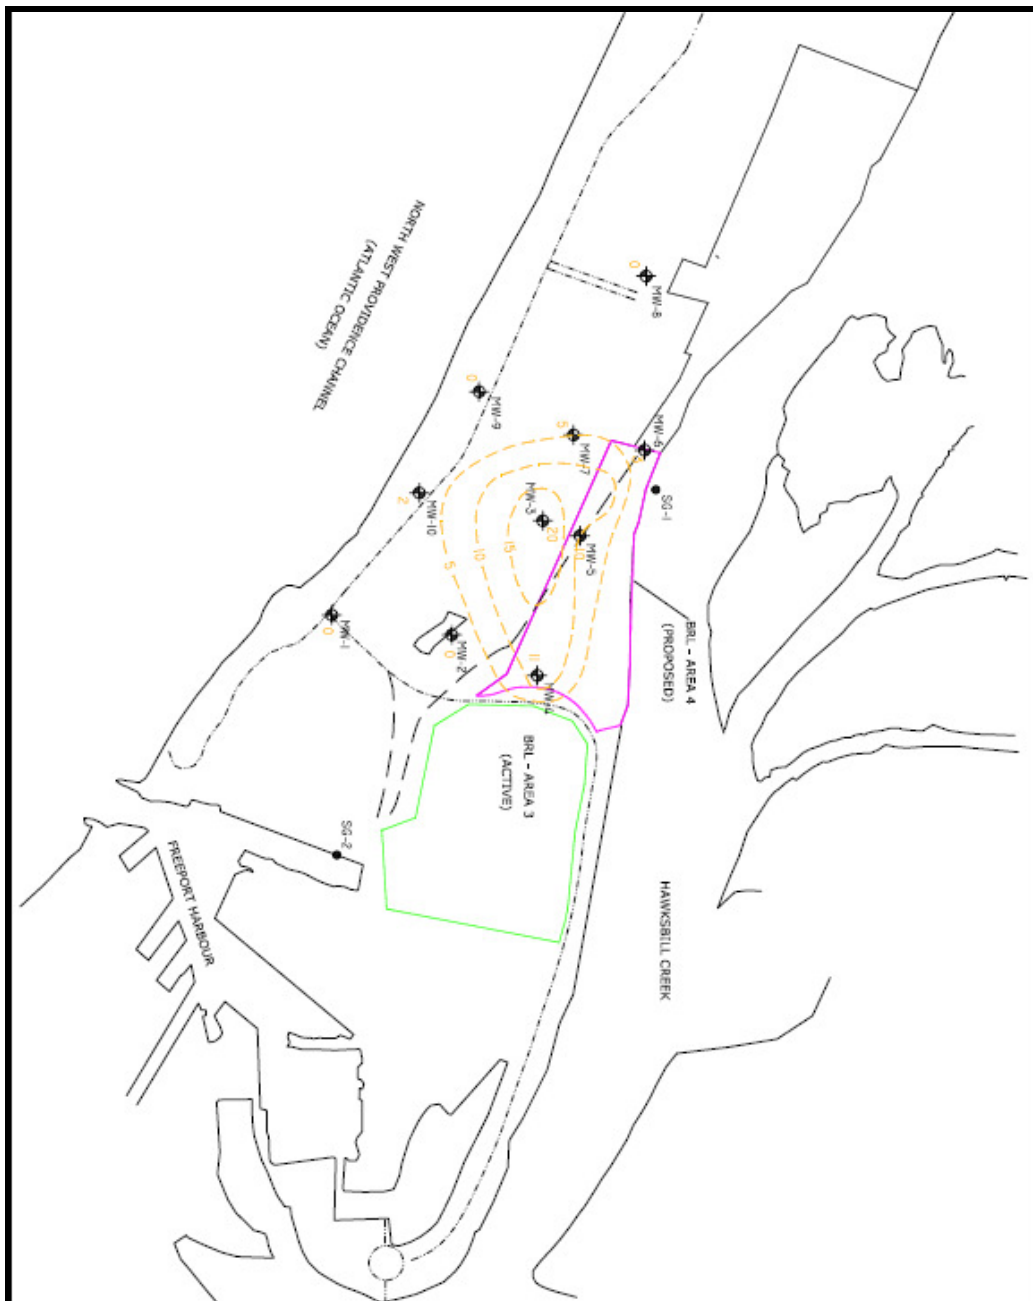 NORTH WEST PROVIDENCE CHANNEL
(ATLANTIC OCEAN)
0
MW-8
0
MW-9
5
MW-7
MW-6
SG-1
2
MW-10
MW-3
20
10
MW-5
15
10
5
0
MW-1
0
MW-2
11
MW-4
BRL - AREA 4
(PROPOSED)
BRL - AREA 3
(ACTIVE)
SG-2
FREEPORT HARBOUR
HAWKSBILL CREEK